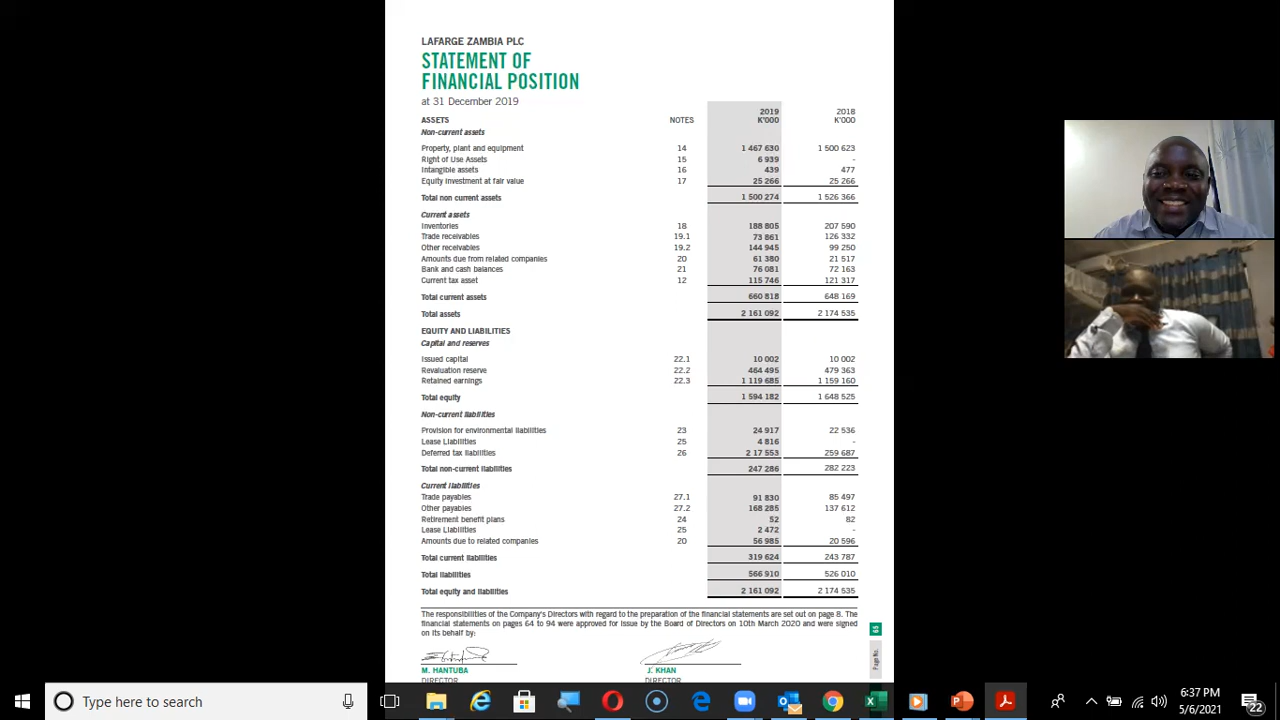 LAFARGE ZAMBIA PLC
STATEMENT OF
FINANCIAL POSITION
at 31 December 2019
2019 2018
ASSETS NOTES K'000 K'000
Non-current assets
Property, plant and equipment 14 1 467 630 1 500 623
Right of Use Assets 15 6 939 -
Intangible assets 16 439 477
Equity investment at fair value 17 25 266 25 266
Total non current assets 1 500 274 1 526 366
Current assets
Inventories 18 188 805 207 590
Trade receivables 19.1 73 861 126 332
Other receivables 19.2 144 945 99 250
Amounts due from related companies 20 61 380 21 517
Bank and cash balances 21 76 081 72 163
Current tax asset 12 115 746 121 317
Total current assets 660 818 648 169
Total assets 2 161 092 2 174 535
EQUITY AND LIABILITIES
Capital and reserves
Issued capital 22.1 10 002 10 002
Revaluation reserve 22.2 464 495 479 363
Retained earnings 22.3 1 119 685 1 159 160
Total equity 1 594 182 1 648 525
Non-current liabilities
Provision for environmental liabilities 23 24 917 22 536
Lease Liabilities 25 4 816 -
Deferred tax liabilities 26 2 17 553 259 687
Total non-current liabilities 247 286 282 223
Current liabilities
Trade payables 27.1 91 830 85 497
Other payables 27.2 168 285 137 612
Retirement benefit plans 24 52 82
Lease Liabilities 25 2 472 -
Amounts due to related companies 20 56 985 20 596
Total current liabilities 319 624 243 787
Total liabilities 566 910 526 010
Total equity and liabilities 2 161 092 2 174 535
The responsibilities of the Company's Directors with regard to the preparation of the financial statements are set out on page 8. The
financial statements on pages 64 to 94 were approved for issue by the Board of Directors on 10th March 2020 and were signed
on its behalf by:
M. HANTUBA J. KHAN
DIRECTOR DIRECTOR
Page No. 65
Type here to search
3:37 PM
5/6/2021
22